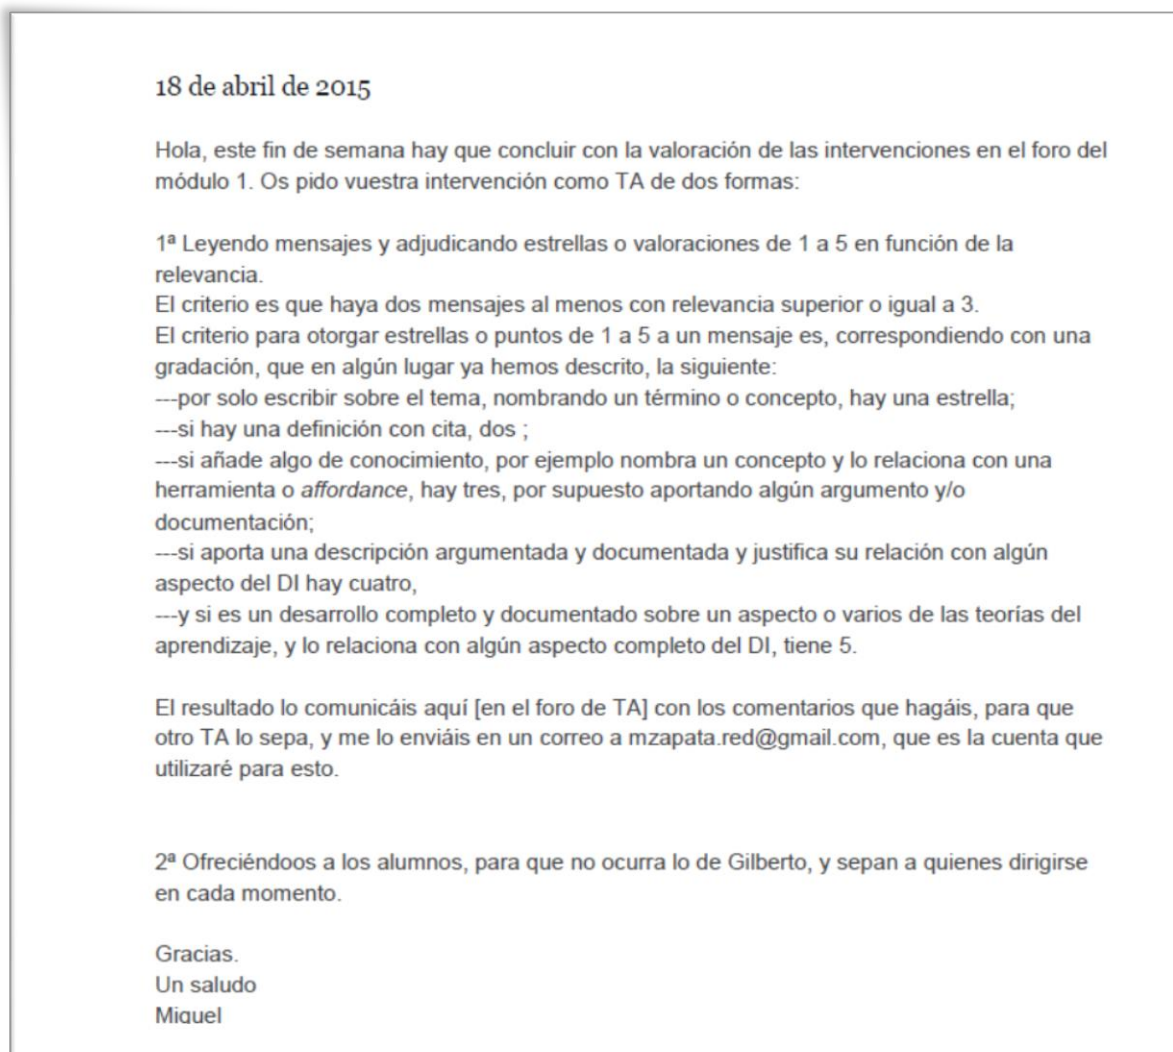 18 de abril de 2015
Hola, este fin de semana hay que concluir con la valoración de las intervenciones en el foro del
módulo 1. Os pido vuestra intervención como TA de dos formas:
1ª Leyendo mensajes y adjudicando estrellas o valoraciones de 1 a 5 en función de la
relevancia.
El criterio es que haya dos mensajes al menos con relevancia superior o igual a 3.
El criterio para otorgar estrellas o puntos de 1 a 5 a un mensaje es, correspondiendo con una
gradación, que en algún lugar ya hemos descrito, la siguiente:
---por solo escribir sobre el tema, nombrando un término o concepto, hay una estrella;
---si hay una definición con cita, dos ;
---si añade algo de conocimiento, por ejemplo nombra un concepto y lo relaciona con una
herramienta o affordance, hay tres, por supuesto aportando algún argumento y/o
documentación;
---si aporta una descripción argumentada y documentada y justifica su relación con algún
aspecto del DI hay cuatro,
---y si es un desarrollo completo y documentado sobre un aspecto o varios de las teorías del
aprendizaje, y lo relaciona con algún aspecto completo del DI, tiene 5.
El resultado lo comunicáis aquí [en el foro de TA] con los comentarios que hagáis, para que
otro TA lo sepa, y me lo enviáis en un correo a mzapata.red@gmail.com, que es la cuenta que
utilizaré para esto.
2ª Ofreciéndoos a los alumnos, para que no ocurra lo de Gilberto, y sepan a quienes dirigirse
en cada momento.
Gracias.
Un saludo
Miguel